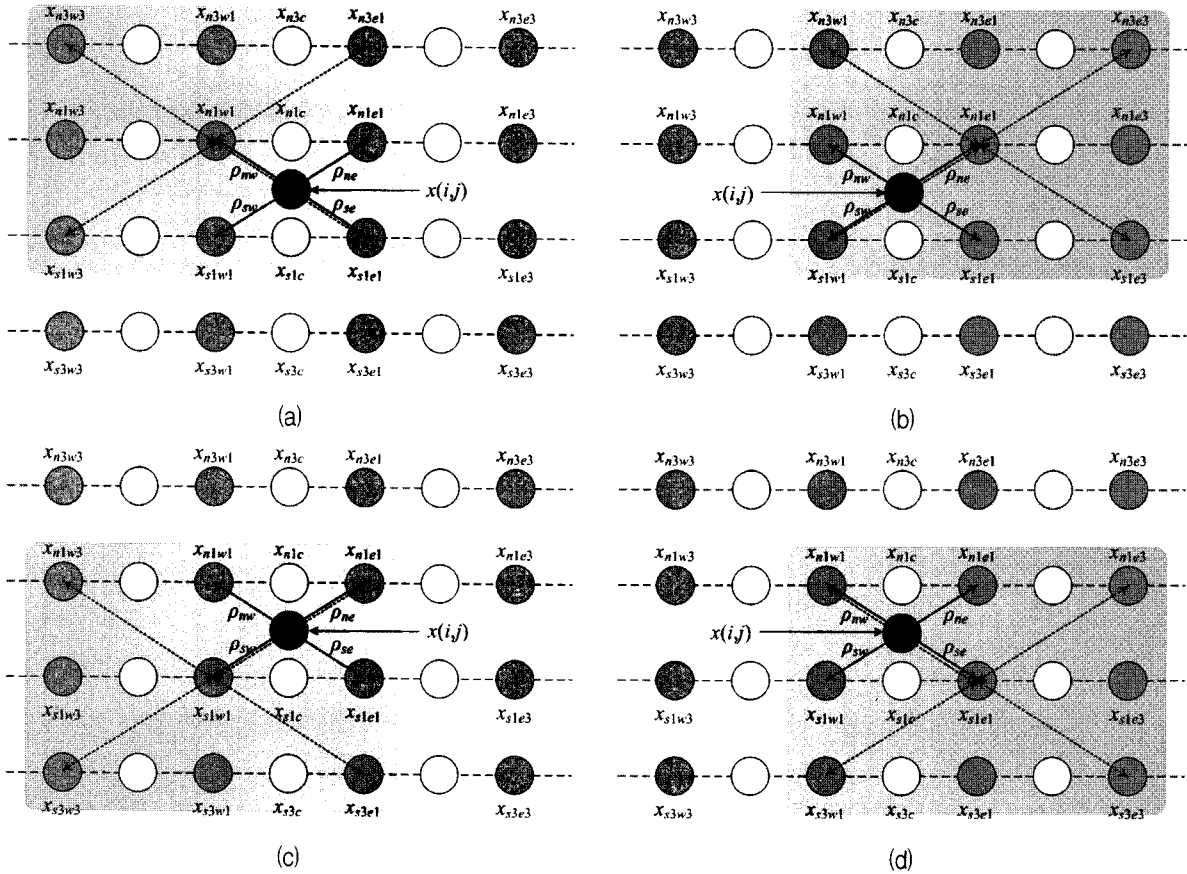 x_{n3w3} x_{n3w1} x_{n3c} x_{n3e1} x_{n3e3}
x_{n1w3} x_{n1w1} x_{n1c} x_{n1e1} x_{n1e3}
ρ_{nw} ρ_{ne}
x(i,j)
ρ_{sw} ρ_{se}
x_{s1w3} x_{s1w1} x_{s1c} x_{s1e1} x_{s1e3}
x_{s3w3} x_{s3w1} x_{s3c} x_{s3e1} x_{s3e3}
(a)
x_{n3w3} x_{n3w1} x_{n3c} x_{n3e1} x_{n3e3}
x_{n1w3} x_{n1w1} x_{n1c} x_{n1e1} x_{n1e3}
ρ_{nw} ρ_{ne}
x(i,j)
ρ_{sw} ρ_{se}
x_{s1w3} x_{s1w1} x_{s1c} x_{s1e1} x_{s1e3}
x_{s3w3} x_{s3w1} x_{s3c} x_{s3e1} x_{s3e3}
(b)
x_{n3w3} x_{n3w1} x_{n3c} x_{n3e1} x_{n3e3}
x_{n1w3} x_{n1w1} x_{n1c} x_{n1e1} x_{n1e3}
ρ_{nw} ρ_{ne}
x(i,j)
ρ_{sw} ρ_{se}
x_{s1w3} x_{s1w1} x_{s1c} x_{s1e1} x_{s1e3}
x_{s3w3} x_{s3w1} x_{s3c} x_{s3e1} x_{s3e3}
(c)
x_{n3w3} x_{n3w1} x_{n3c} x_{n3e1} x_{n3e3}
x_{n1w3} x_{n1w1} x_{n1c} x_{n1e1} x_{n1e3}
ρ_{nw} ρ_{ne}
x(i,j)
ρ_{sw} ρ_{se}
x_{s1w3} x_{s1w1} x_{s1c} x_{s1e1} x_{s1e3}
x_{s3w3} x_{s3w1} x_{s3c} x_{s3e1} x_{s3e3}
(d)